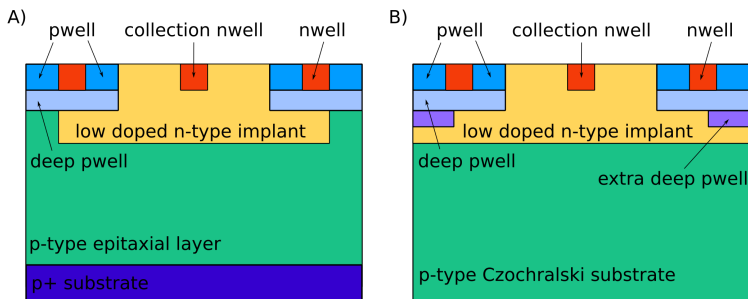 A)
pwell
collection nwell
nwell
low doped n-type implant
deep pwell
p-type epitaxial layer
p+ substrate
B)
pwell
collection nwell
nwell
low doped n-type implant
deep pwell
extra deep pwell
p-type Czochralski substrate